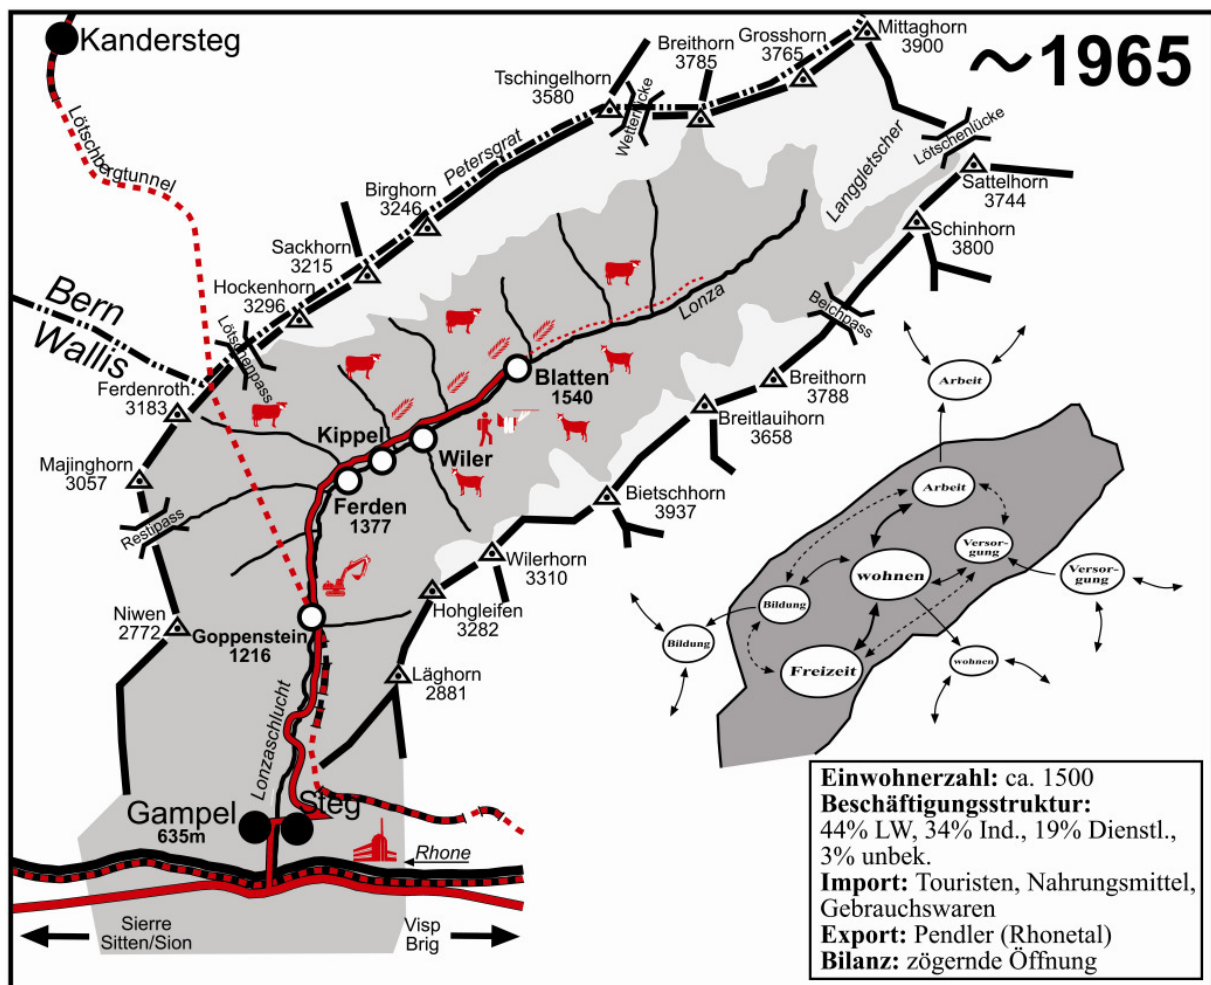 ~1965
Kandersteg
Lötschbergtunnel
Bern
Wallis
Mittaghorn
3900
Grosshorn
3765
Breithorn
3785
Tschingelhorn
3580
Wetterlücke
Petersgrat
Birghorn
3246
Sackhorn
3215
Hockenhorn
3296
Lötschenpass
Ferdenroth.
3183
Majinghorn
3057
Restipass
Niwen
2772
Langgletscher
Lötschenlücke
Sattelhorn
3744
Schinhorn
3800
Beichpass
Breithorn
3788
Breitlauihorn
3658
Bietschhorn
3937
Wilerhorn
3310
Hohgleifen
3282
Läghorn
2881
Lonza
Blatten
1540
Kippel
Wiler
Ferden
1377
Goppenstein
1216
Lonzaschlucht
Gampel
635m
Steg
Rhone
Sierre
Sitten/Sion
Visp
Brig
Arbeit
Arbeit
Versor-
gung
Versor-
gung
wohnen
Bildung
Bildung
Freizeit
wohnen
Einwohnerzahl: ca. 1500
Beschäftigungsstruktur:
44% LW, 34% Ind., 19% Dienstl.,
3% unbek.
Import: Touristen, Nahrungsmittel,
Gebrauchswaren
Export: Pendler (Rhonetal)
Bilanz: zögernde Öffnung